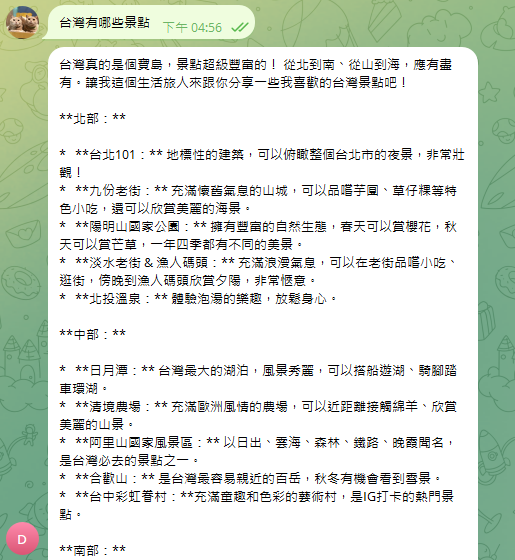 台灣有哪些景點
下午 04:56
台灣真的是個寶島，景點超級豐富的！ 從北到南、從山到海，應有盡
有。讓我這個生活旅人來跟你分享一些我喜歡的台灣景點吧！
**北部：**
*   **台北101：** 地標性的建築，可以俯瞰整個台北市的夜景，非常壯
觀！
*   **九份老街：** 充滿懷舊氣息的山城，可以品嚐芋圓、草仔粿等特
色小吃，還可以欣賞美麗的海景。
*   **陽明山國家公園：** 擁有豐富的自然生態，春天可以賞櫻花，秋
天可以賞芒草，一年四季都有不同的美景。
*   **淡水老街 & 漁人碼頭：** 充滿浪漫氣息，可以在老街品嚐小吃、
逛街，傍晚到漁人碼頭欣賞夕陽，非常愜意。
*   **北投溫泉：** 體驗泡湯的樂趣，放鬆身心。
**中部：**
*   **日月潭：** 台灣最大的湖泊，風景秀麗，可以搭船遊湖、騎腳踏
車環湖。
*   **清境農場：** 充滿歐洲風情的農場，可以近距離接觸綿羊、欣賞
美麗的山景。
*   **阿里山國家風景區：** 以日出、雲海、森林、鐵路、晚霞聞名，
是台灣必去的景點之一。
*   **合歡山：** 是台灣最容易親近的百岳，秋冬有機會看到雪景。
*   **台中彩虹眷村：**充滿童趣和色彩的藝術村，是IG打卡的熱門景
點。
**南部：**
D